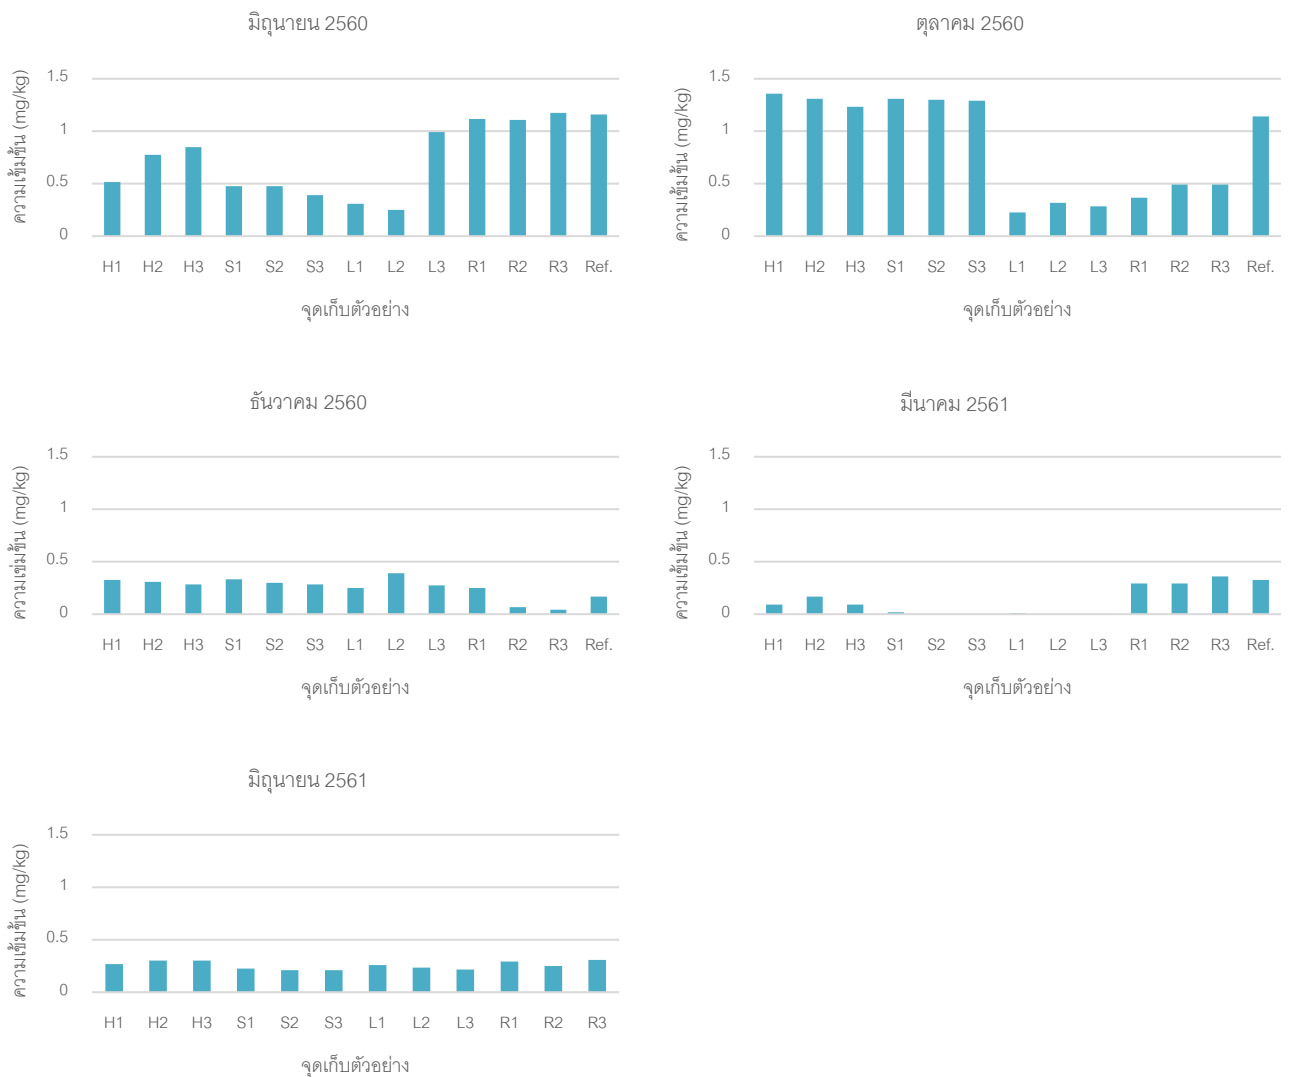 มิถุนายน 2560
ความเข้มข้น (mg/kg)
1.5
1
0.5
0
H1 H2 H3 S1 S2 S3 L1 L2 L3 R1 R2 R3 Ref.
จุดเก็บตัวอย่าง
ตุลาคม 2560
ความเข้มข้น (mg/kg)
1.5
1
0.5
0
H1 H2 H3 S1 S2 S3 L1 L2 L3 R1 R2 R3 Ref.
จุดเก็บตัวอย่าง
ธันวาคม 2560
ความเข่มข้น (mg/kg)
1.5
1
0.5
0
H1 H2 H3 S1 S2 S3 L1 L2 L3 R1 R2 R3 Ref.
จุดเก็บตัวอย่าง
มีนาคม 2561
ความเข้มข้น (mg/kg)
1.5
1
0.5
0
H1 H2 H3 S1 S2 S3 L1 L2 L3 R1 R2 R3 Ref.
จุดเก็บตัวอย่าง
มิถุนายน 2561
ความเข้มข้น (mg/kg)
1.5
1
0.5
0
H1 H2 H3 S1 S2 S3 L1 L2 L3 R1 R2 R3
จุดเก็บตัวอย่าง